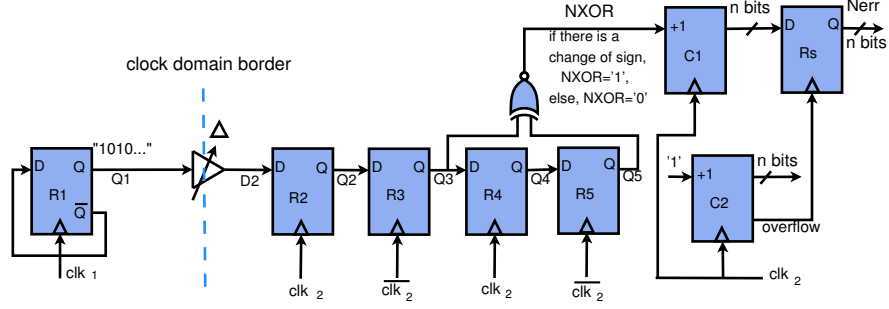 NXOR
if there is a
change of sign,
NXOR='1',
else, NXOR='0'
+1
C1
n bits
D
Q
Rs
Nerr
n bits
clock domain border
Δ
"1010..."
D
Q
R1
Q
Q1
clk 1
D2
D
Q
R2
Q2
clk 2
D
Q
R3
Q3
clk 2
D
Q
R4
Q4
clk 2
D
Q
R5
Q5
clk 2
'1'
+1
C2
n bits
overflow
clk 2